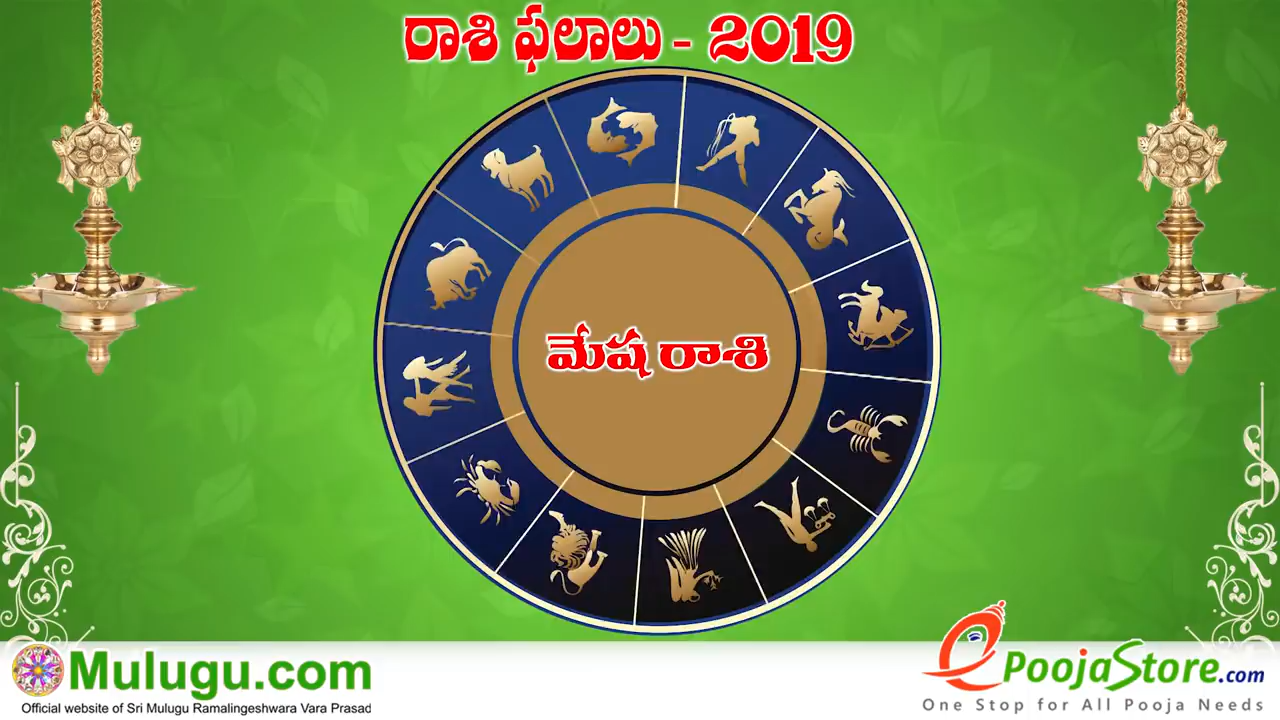 రాశి ఫలాలు - 2019
మేష రాశి
Mulugu.com
Official website of Sri Mulugu Ramalingeshwara Vara Prasad
ePoojaStore.com
One Stop for All Pooja Needs